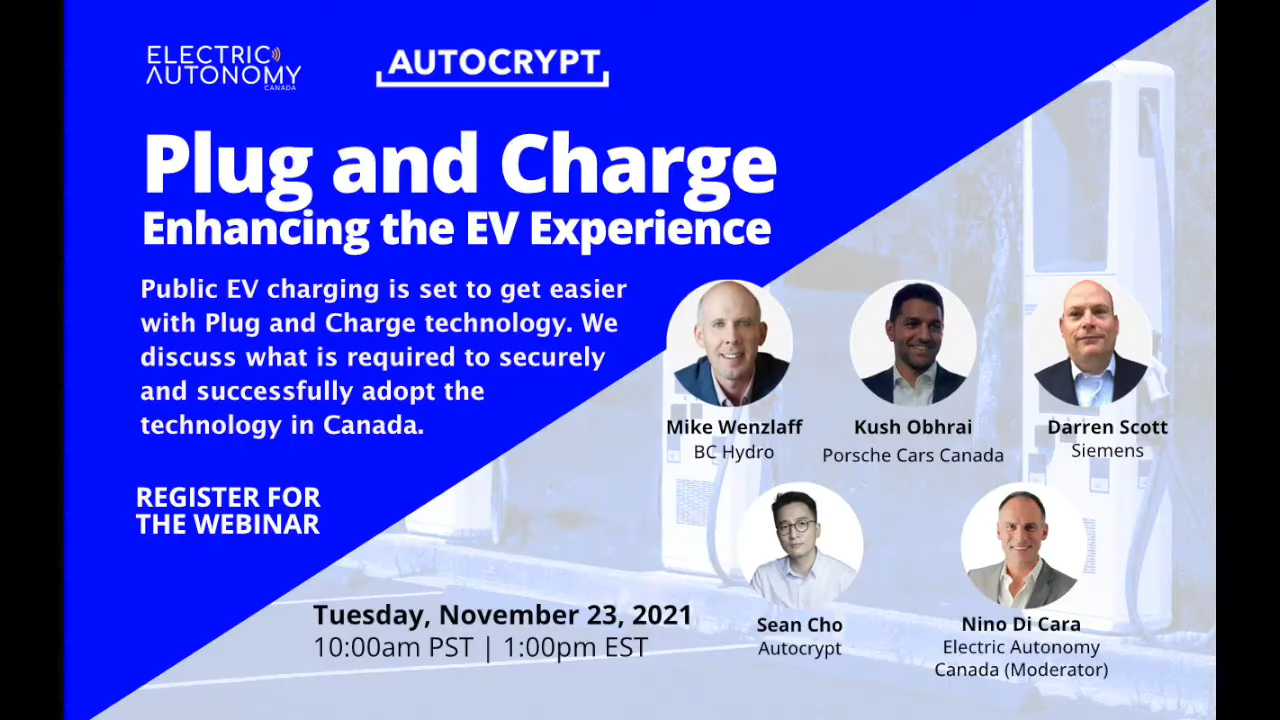 ELECTRIC
AUTONOMY
CANADA
AUTOCRYPT
Plug and Charge
Enhancing the EV Experience
Public EV charging is set to get easier
with Plug and Charge technology. We
discuss what is required to securely
and successfully adopt the
technology in Canada.
REGISTER FOR
THE WEBINAR
Mike Wenzlaff
BC Hydro
Kush Obhrai
Porsche Cars Canada
Darren Scott
Siemens
Sean Cho
Autocrypt
Nino Di Cara
Electric Autonomy
Canada (Moderator)
Tuesday, November 23, 2021
10:00am PST | 1:00pm EST